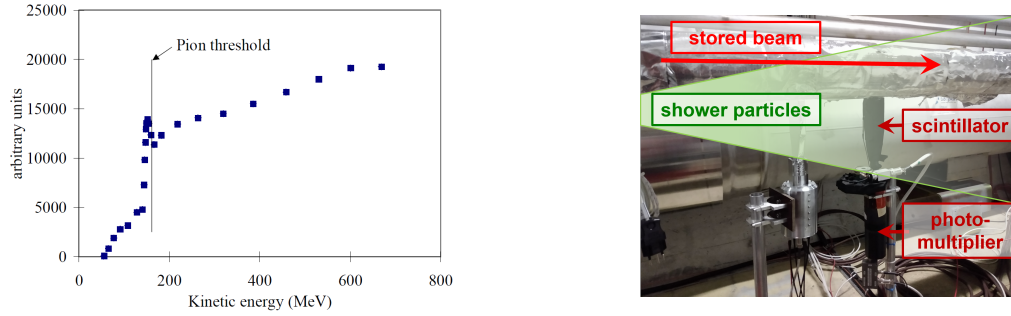 25000
20000
15000
10000
5000
0
arbitrary units
Pion threshold
0
200
400
600
800
Kinetic energy (MeV)
stored beam
shower particles
scintillator
photo-
multiplier